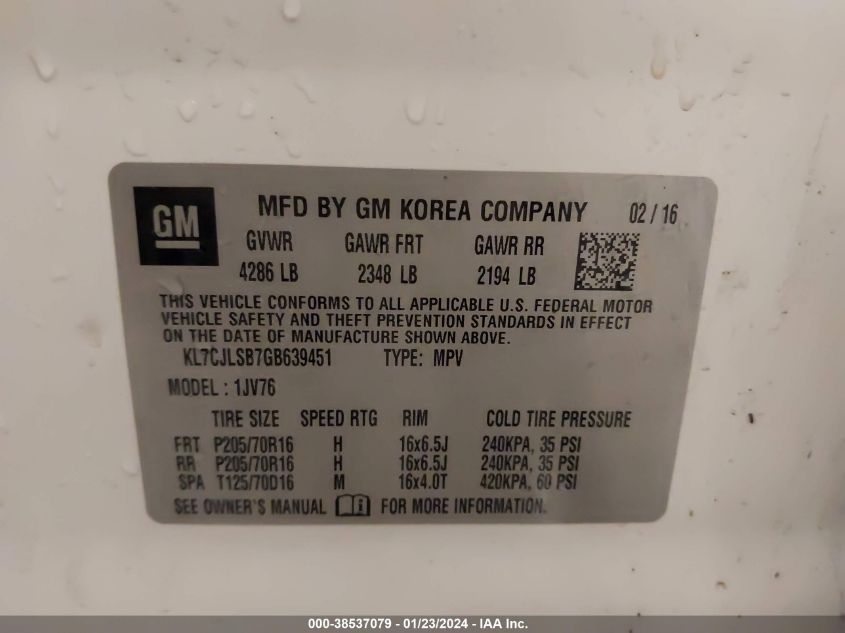 GM
MFD BY GM KOREA COMPANY 02 / 16
GVWR GAWR FRT GAWR RR
4286 LB 2348 LB 2194 LB
THIS VEHICLE CONFORMS TO ALL APPLICABLE U.S. FEDERAL MOTOR
VEHICLE SAFETY AND THEFT PREVENTION STANDARDS IN EFFECT
ON THE DATE OF MANUFACTURE SHOWN ABOVE.
KL7CJLSB7GB639451 TYPE: MPV
MODEL : 1JV76
TIRE SIZE SPEED RTG RIM COLD TIRE PRESSURE
FRT P205/70R16 H 16x6.5J 240KPA, 35 PSI
RR P205/70R16 H 16x6.5J 240KPA, 35 PSI
SPA T125/70D16 M 16x4.0T 420KPA, 60 PSI
SEE OWNER'S MANUAL FOR MORE INFORMATION.
000-38537079 - 01/23/2024 - IAA Inc.